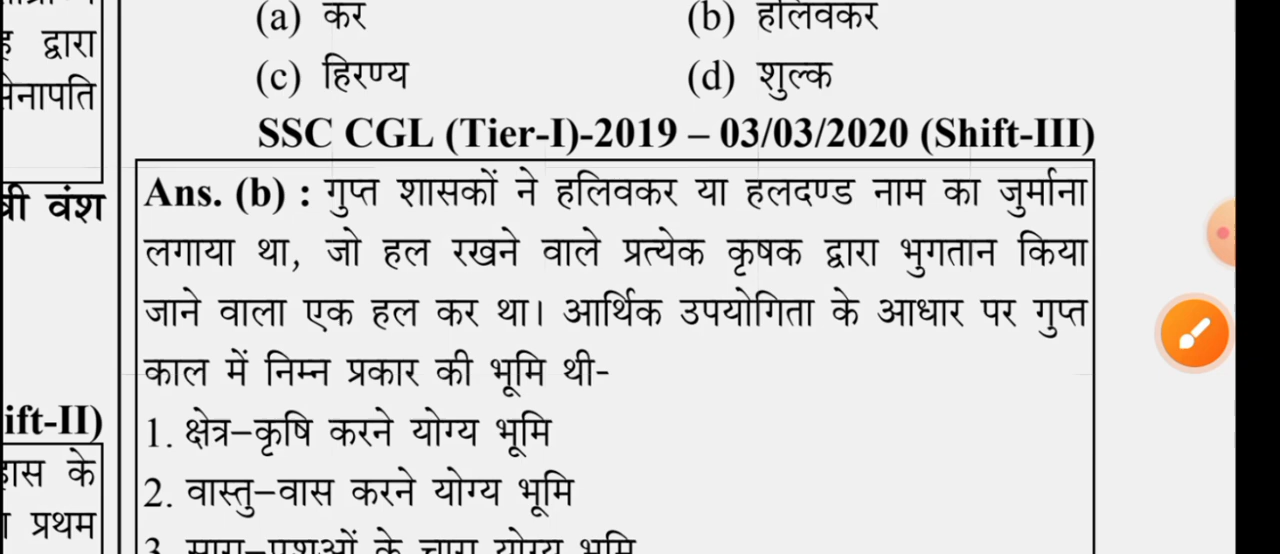 द्वारा
(a) कर (b) हलिवकर
(c) हिरण्य (d) शुल्क
SSC CGL (Tier-I)-2019 – 03/03/2020 (Shift-III)
वंश
ift-II)
के
प्रथम
Ans. (b) : गुप्त शासकों ने हलिवकर या हलदण्ड नाम का जुर्माना
लगाया था, जो हल रखने वाले प्रत्येक कृषक द्वारा भुगतान किया
जाने वाला एक हल कर था। आर्थिक उपयोगिता के आधार पर गुप्त
काल में निम्न प्रकार की भूमि थी-
1. क्षेत्र–कृषि करने योग्य भूमि
2. वास्तु–वास करने योग्य भूमि